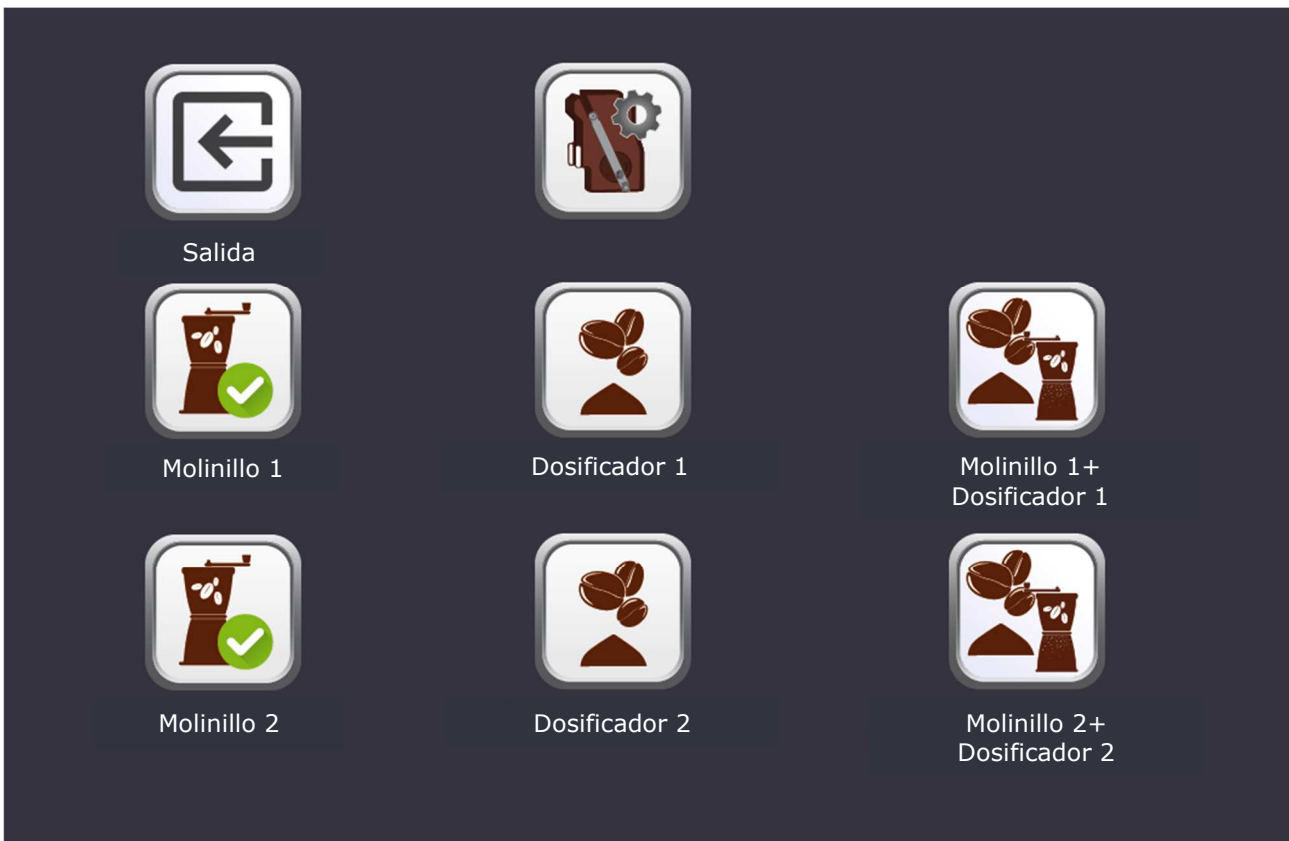 Salida
Molinillo 1
Dosificador 1
Molinillo 1+
Dosificador 1
Molinillo 2
Dosificador 2
Molinillo 2+
Dosificador 2